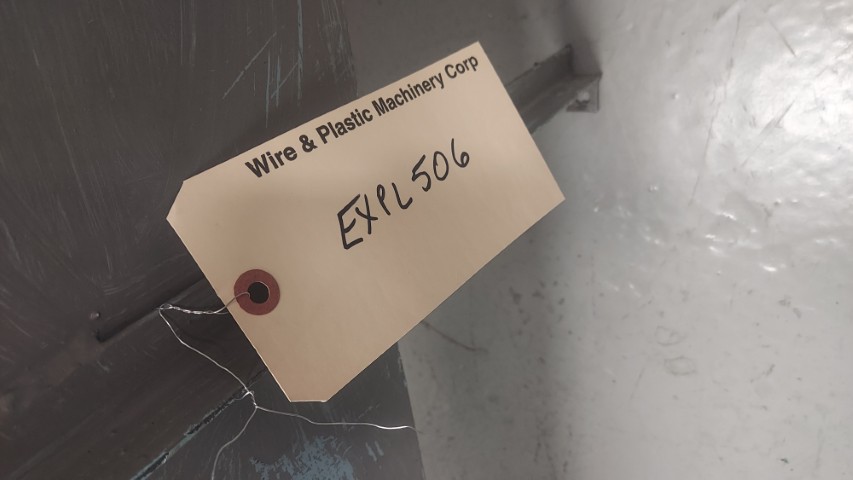 Wire & Plastic Machinery Corp
EXPL506